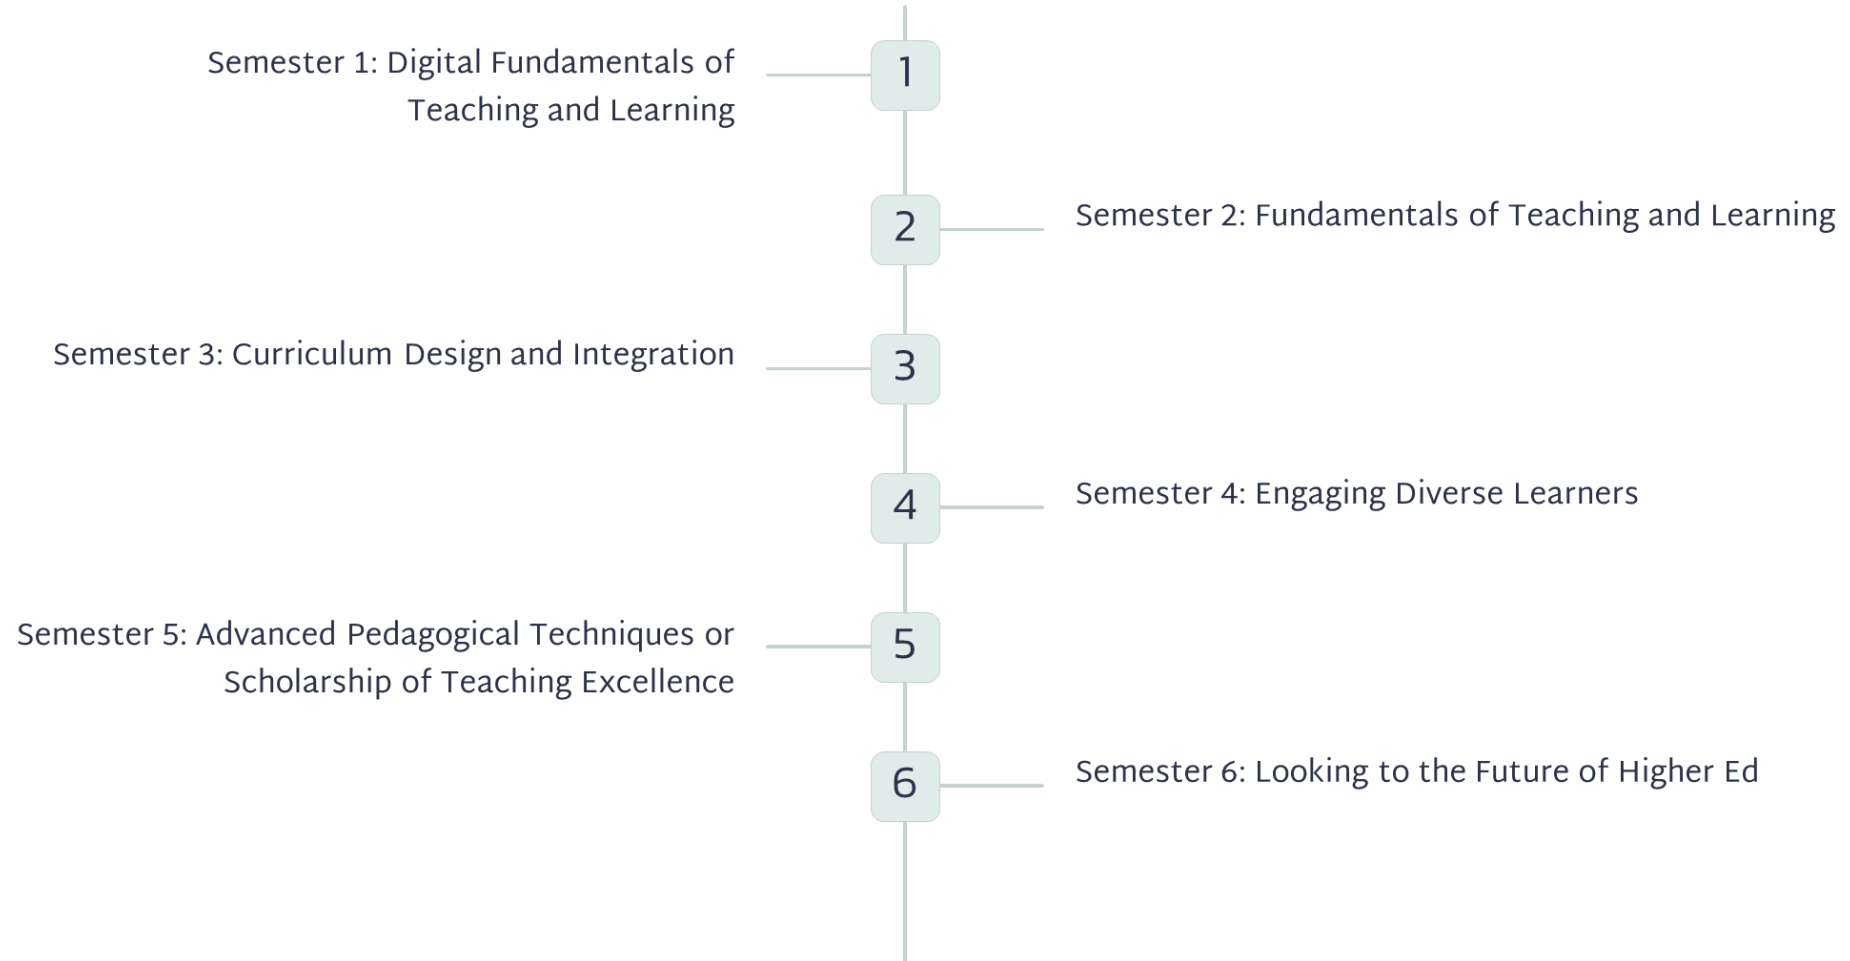 Semester 1: Digital Fundamentals of
Teaching and Learning
1
2
Semester 2: Fundamentals of Teaching and Learning
Semester 3: Curriculum Design and Integration
3
4
Semester 4: Engaging Diverse Learners
Semester 5: Advanced Pedagogical Techniques or
Scholarship of Teaching Excellence
5
6
Semester 6: Looking to the Future of Higher Ed